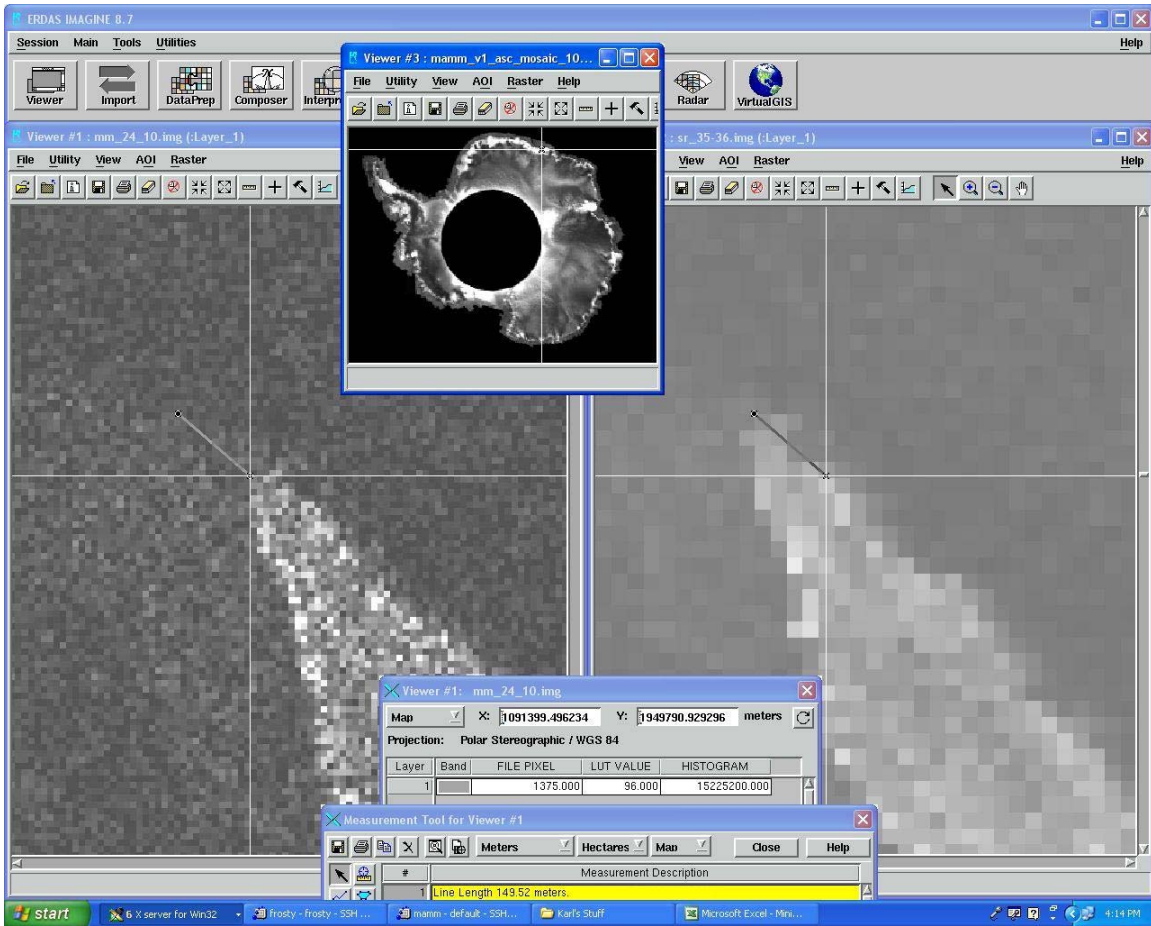 ERDAS IMAGINE 8.7
Session Main Tools Utilities Help
Viewer Import DataPrep Composer Radar VirtualGIS
Viewer #3 : mamm_v1_asc_mosaic_10...
File Utility View AOI Raster Help
Viewer #1 : mm_24_10.img (:Layer_1)
File Utility View AOI Raster
: sr_35-36.img (:Layer_1)
View AOI Raster Help
Viewer #1: mm_24_10.img
Map X: 1091399.496234 Y: 1949790.929296 meters
Projection: Polar Stereographic / WGS 84
Layer Band FILE PIXEL LUT VALUE HISTOGRAM
1 1375.000 96.000 15225200.000
Measurement Tool for Viewer #1
Meters Hectares Map Close Help
# Measurement Description
1 Line Length 149.52 meters.
start 6 X server for Win32 frosty - frosty - SSH ... mamm - default - SSH... Karl's Stuff Microsoft Excel - Mini... 4:14 PM